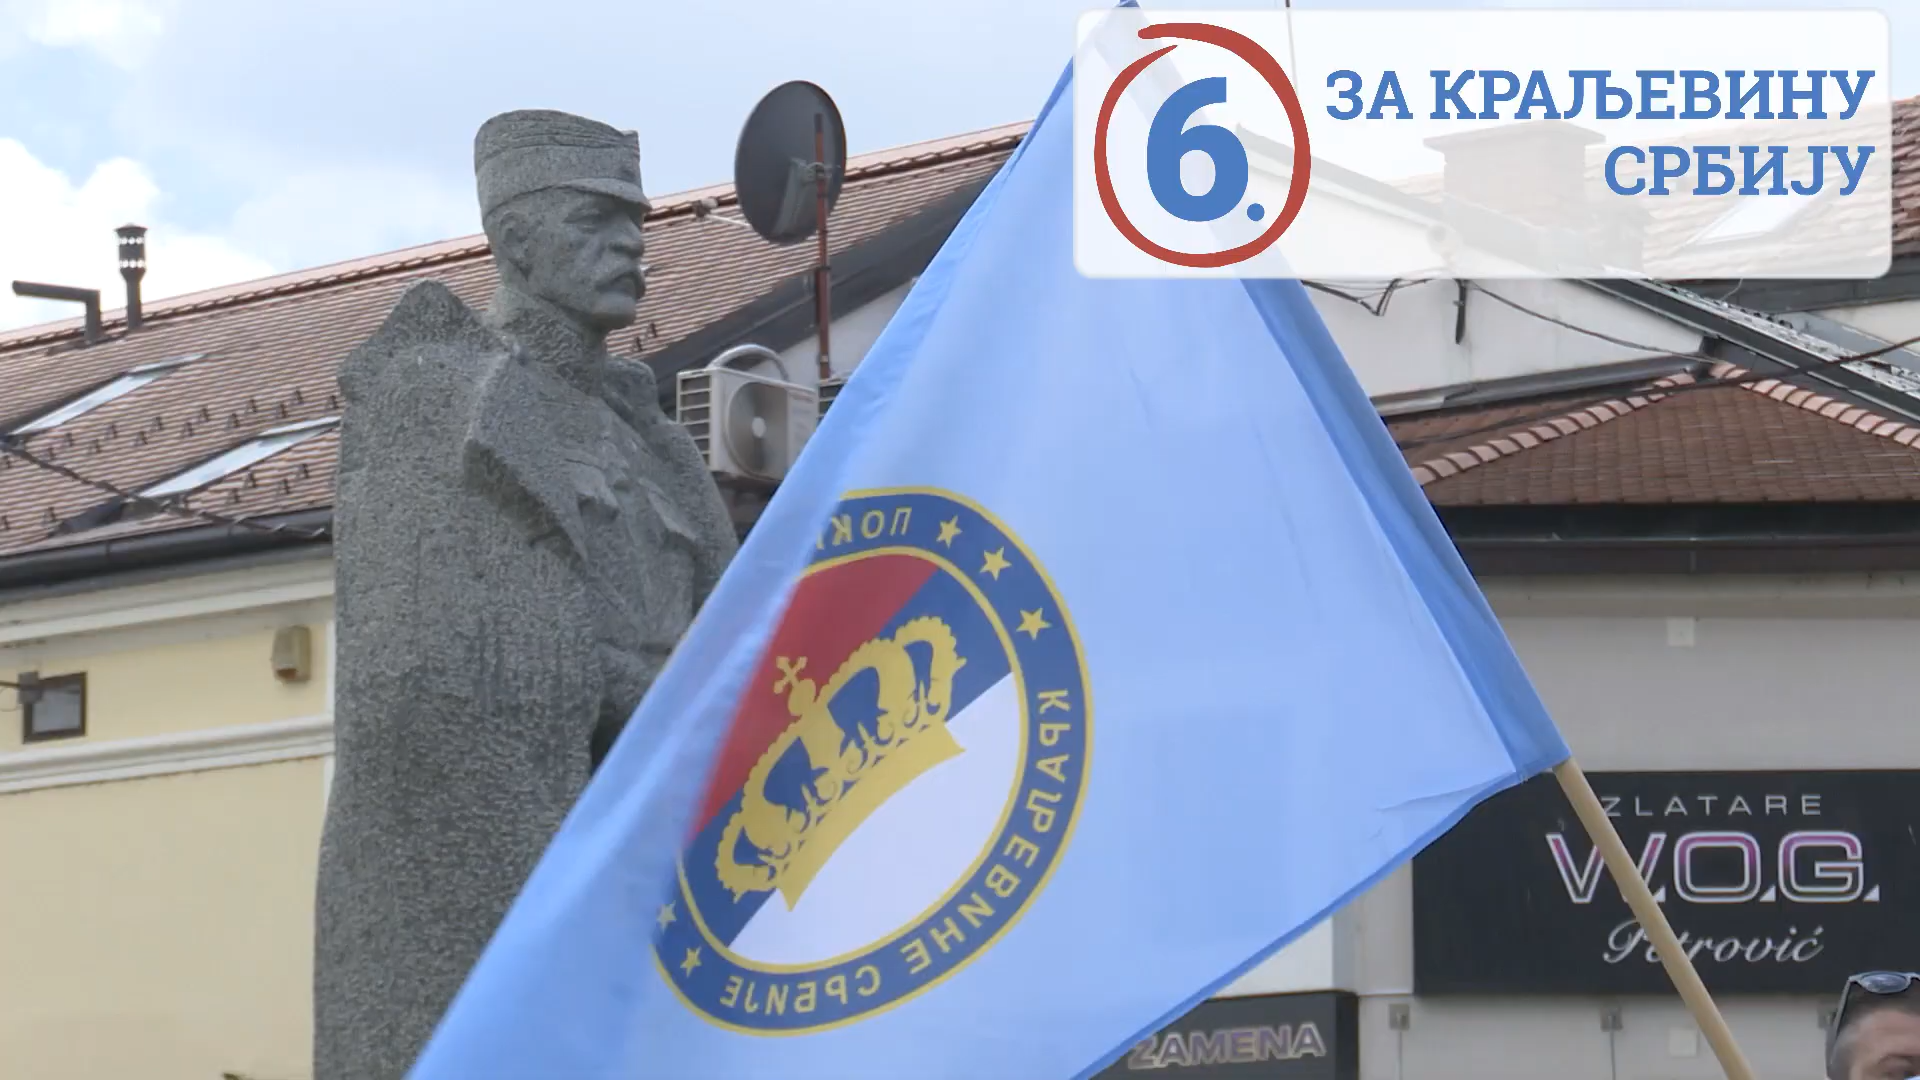 6.
ЗА КРАЉЕВИНУ
СРБИЈУ
КРАЉЕВИНЕ СРБИЈЕ
ZLATARE
W.O.G.
Petrović
ZAMENA